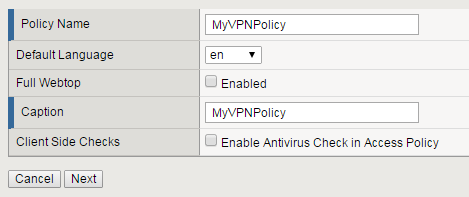 Policy Name MyVPNPolicy
Default Language en
Full Webtop Enabled
Caption MyVPNPolicy
Client Side Checks Enable Antivirus Check in Access Policy
Cancel Next